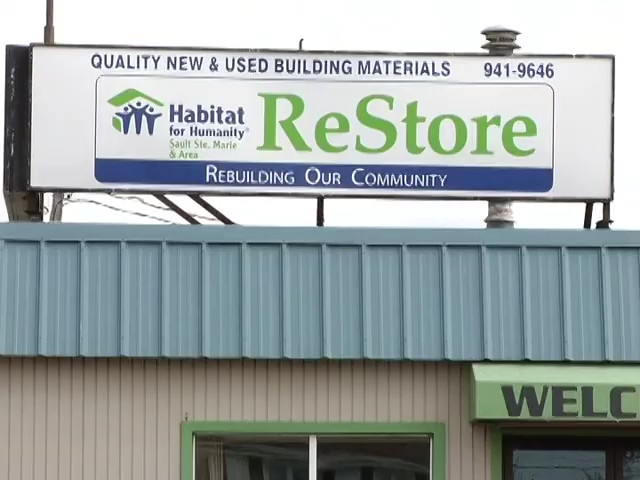 QUALITY NEW & USED BUILDING MATERIALS 941-9646
Habitat
for Humanity®
Sault Ste. Marie
& Area
ReStore
REBUILDING OUR COMMUNITY
WELC